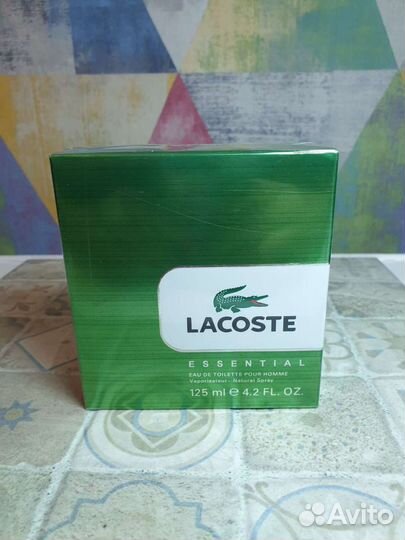 LACOSTE
ESSENTIAL
EAU DE TOILETTE POUR HOMME
Vaporisateur - Natural Spray
125 ml ℮ 4.2 FL. OZ.
Avito